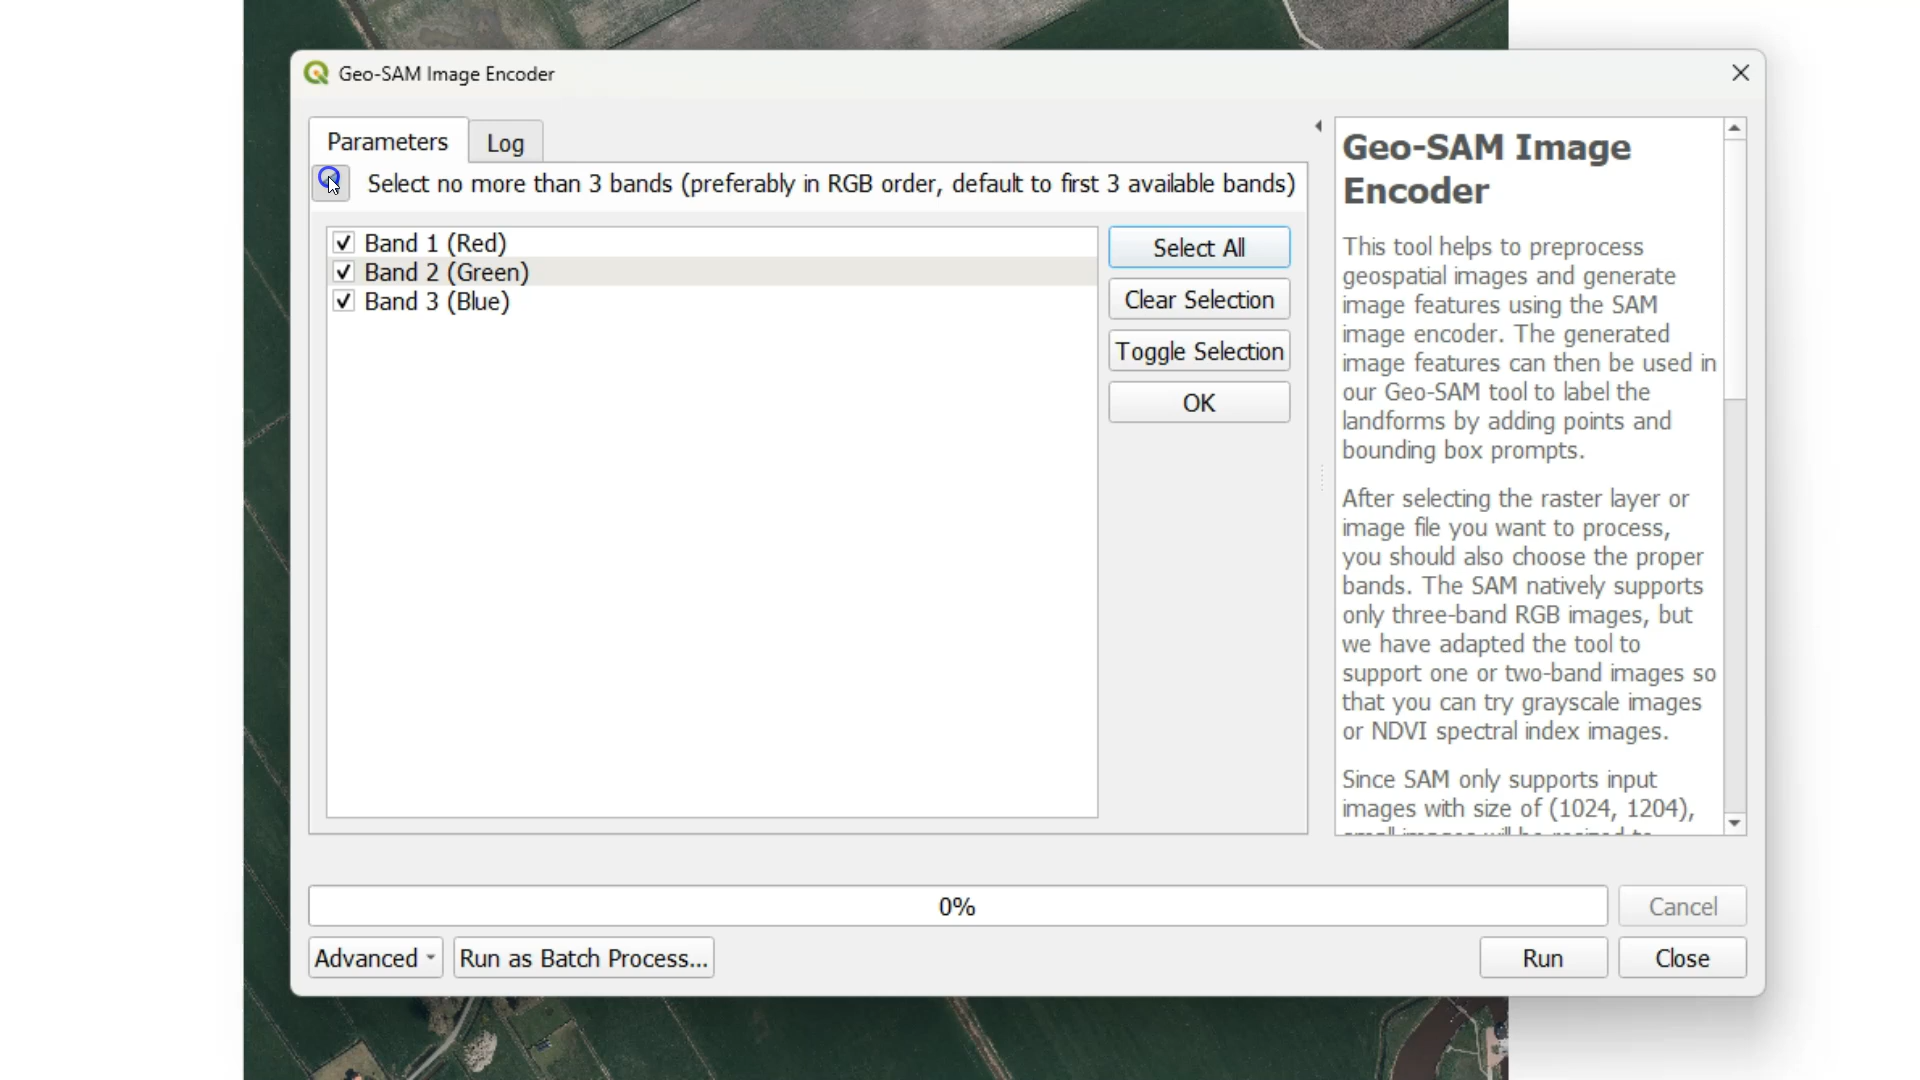 Geo-SAM Image Encoder
Parameters
Log
Select no more than 3 bands (preferably in RGB order, default to first 3 available bands)
Band 1 (Red)
Band 2 (Green)
Band 3 (Blue)
Select All
Clear Selection
Toggle Selection
OK
Geo-SAM Image
Encoder
This tool helps to preprocess
geospatial images and generate
image features using the SAM
image encoder. The generated
image features can then be used in
our Geo-SAM tool to label the
landforms by adding points and
bounding box prompts.
After selecting the raster layer or
image file you want to process,
you should also choose the proper
bands. The SAM natively supports
only three-band RGB images, but
we have adapted the tool to
support one or two-band images so
that you can try grayscale images
or NDVI spectral index images.
Since SAM only supports input
images with size of (1024, 1204),
small images will be resized to
0%
Cancel
Advanced
Run as Batch Process...
Run
Close